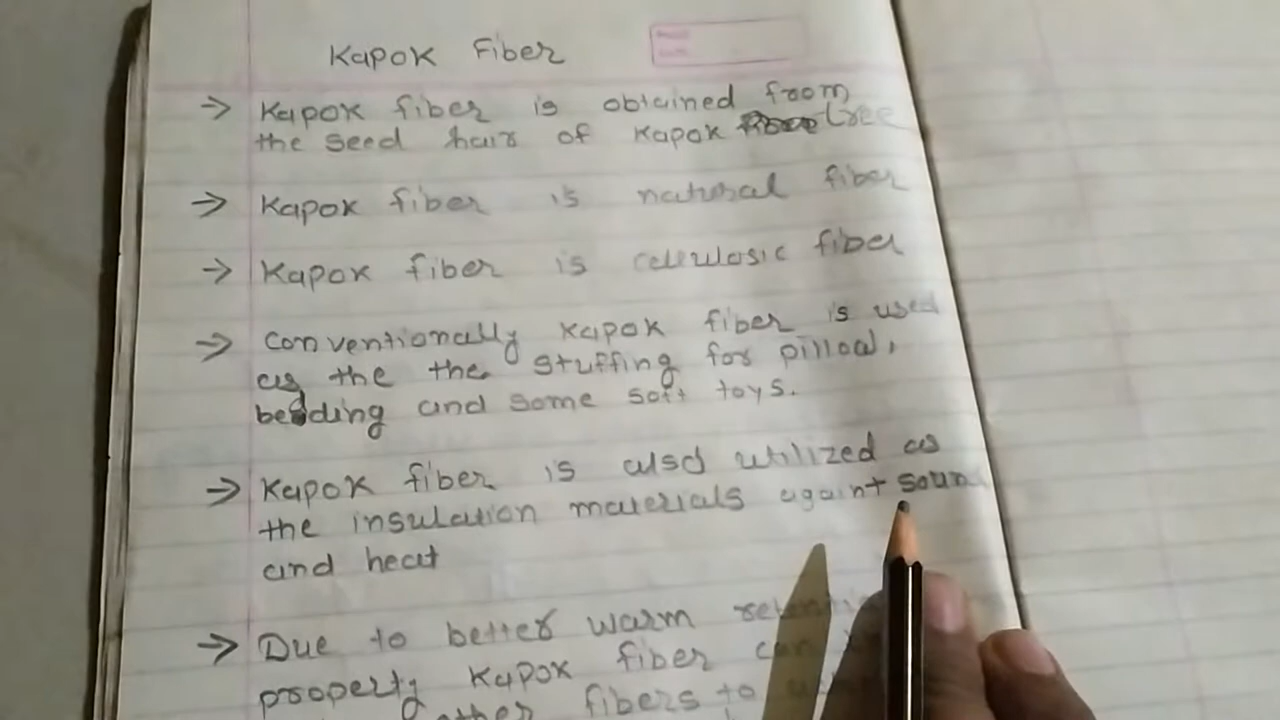 Kapok Fiber
→ Kapok fiber is obtained from
the seed hair of Kapok tree
→ Kapok fiber is natural fiber
→ Kapok fiber is cellulosic fiber
→ Conventionally Kapok fiber is used
as the the stuffing for pillow,
bedding and some soft toys.
→ Kapok fiber is also utilized as
the insulation materials againt soun
and heat
→ Due to better warm
property Kapok fiber can
fibers to